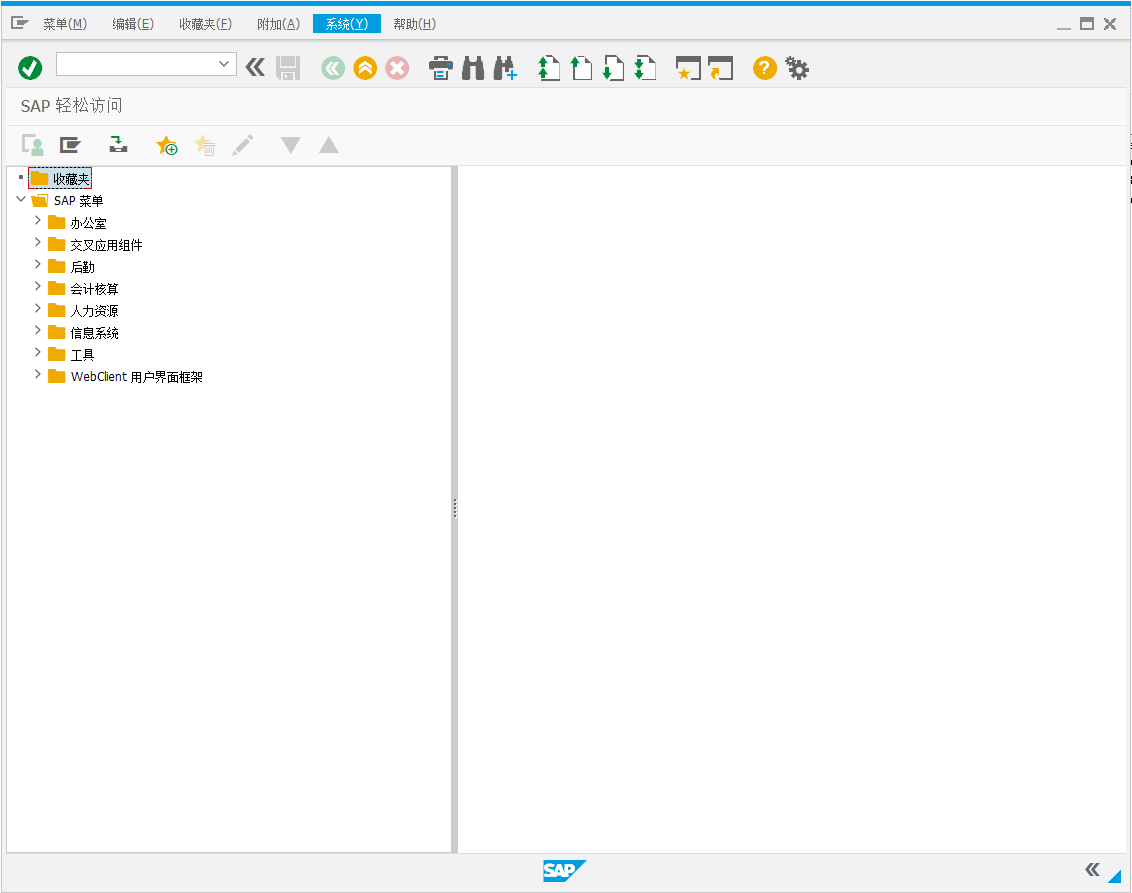 菜单(M) 编辑(E) 收藏夹(F) 附加(A) 系统(Y) 帮助(H)
SAP 轻松访问
收藏夹
SAP 菜单
办公室
交叉应用组件
后勤
会计核算
人力资源
信息系统
工具
WebClient 用户界面框架
SAP